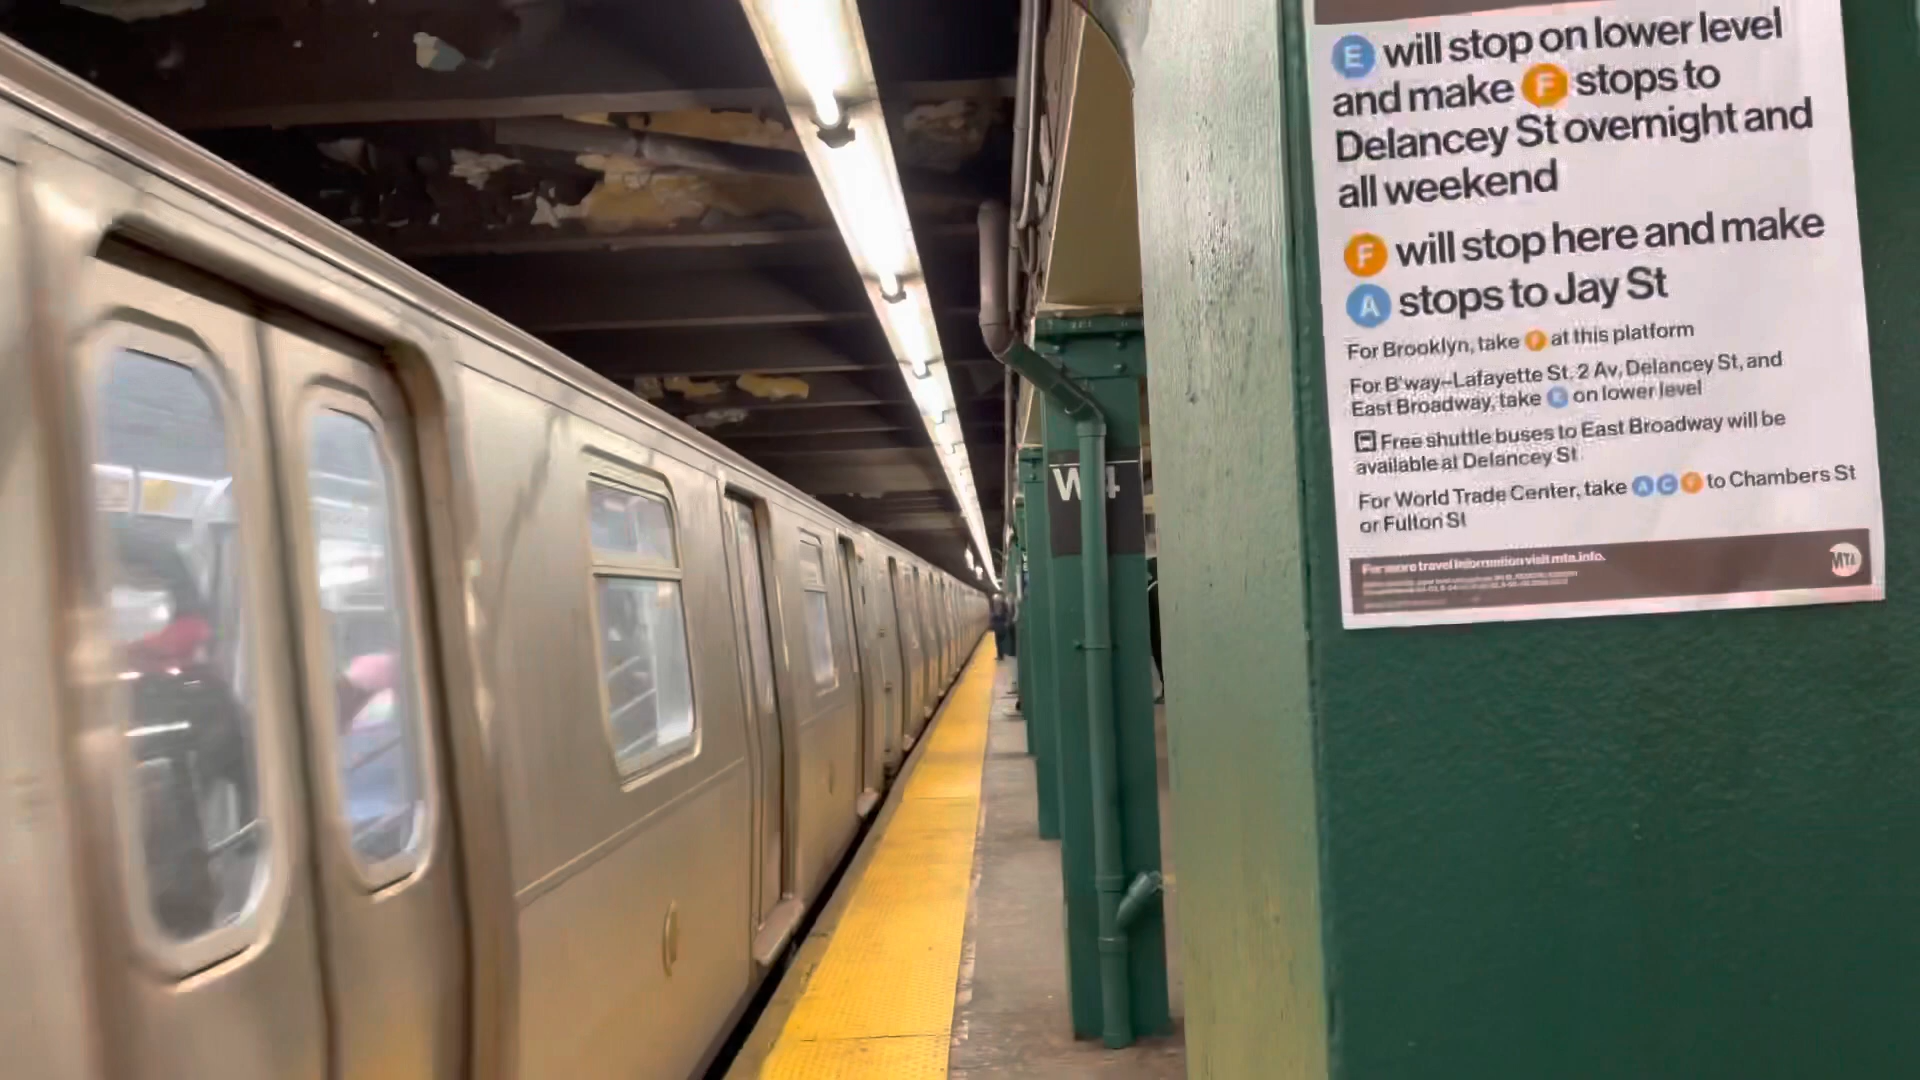 E will stop on lower level
and make F stops to
Delancey St overnight and
all weekend
F will stop here and make
A stops to Jay St
For Brooklyn, take F at this platform
For B'way–Lafayette St, 2 Av, Delancey St, and
East Broadway, take E on lower level
Free shuttle buses to East Broadway will be
available at Delancey St
For World Trade Center, take A C F to Chambers St
or Fulton St
For more travel information visit mta.info.
MTA
W 4